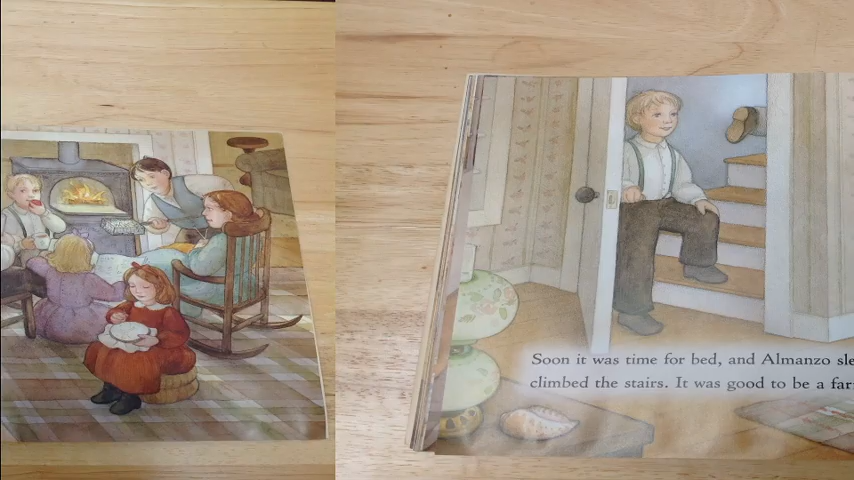 Soon it was time for bed, and Almanzo
climbed the stairs. It was good to be a